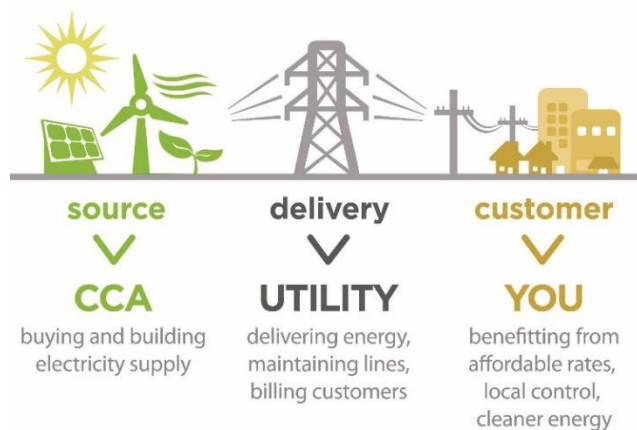 source
CCA
buying and building
electricity supply
delivery
UTILITY
delivering energy,
maintaining lines,
billing customers
customer
YOU
benefitting from
affordable rates,
local control,
cleaner energy